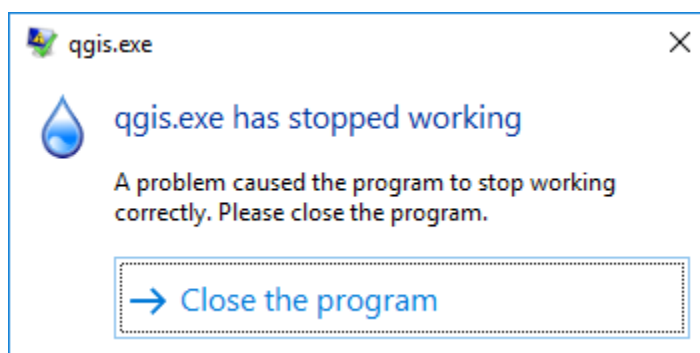 qgis.exe
qgis.exe has stopped working
A problem caused the program to stop working
correctly. Please close the program.
Close the program